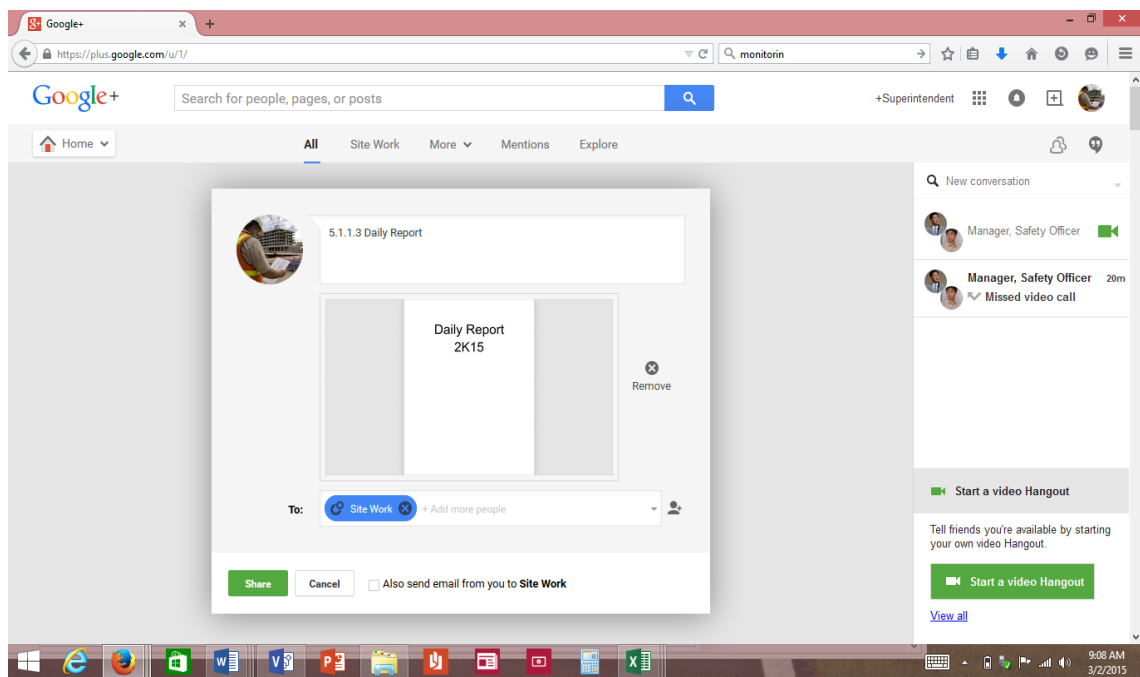 Google+
https://plus.google.com/u/1/
monitorin
Google+
Search for people, pages, or posts
+Superintendent
Home
All
Site Work
More
Mentions
Explore
New conversation
5.1.1.3 Daily Report
Manager, Safety Officer
Manager, Safety Officer 20m
Missed video call
Daily Report
2K15
Remove
To:
Site Work
+ Add more people
Start a video Hangout
Tell friends you're available by starting
your own video Hangout.
Share
Cancel
Also send email from you to Site Work
Start a video Hangout
View all
9:08 AM
3/2/2015